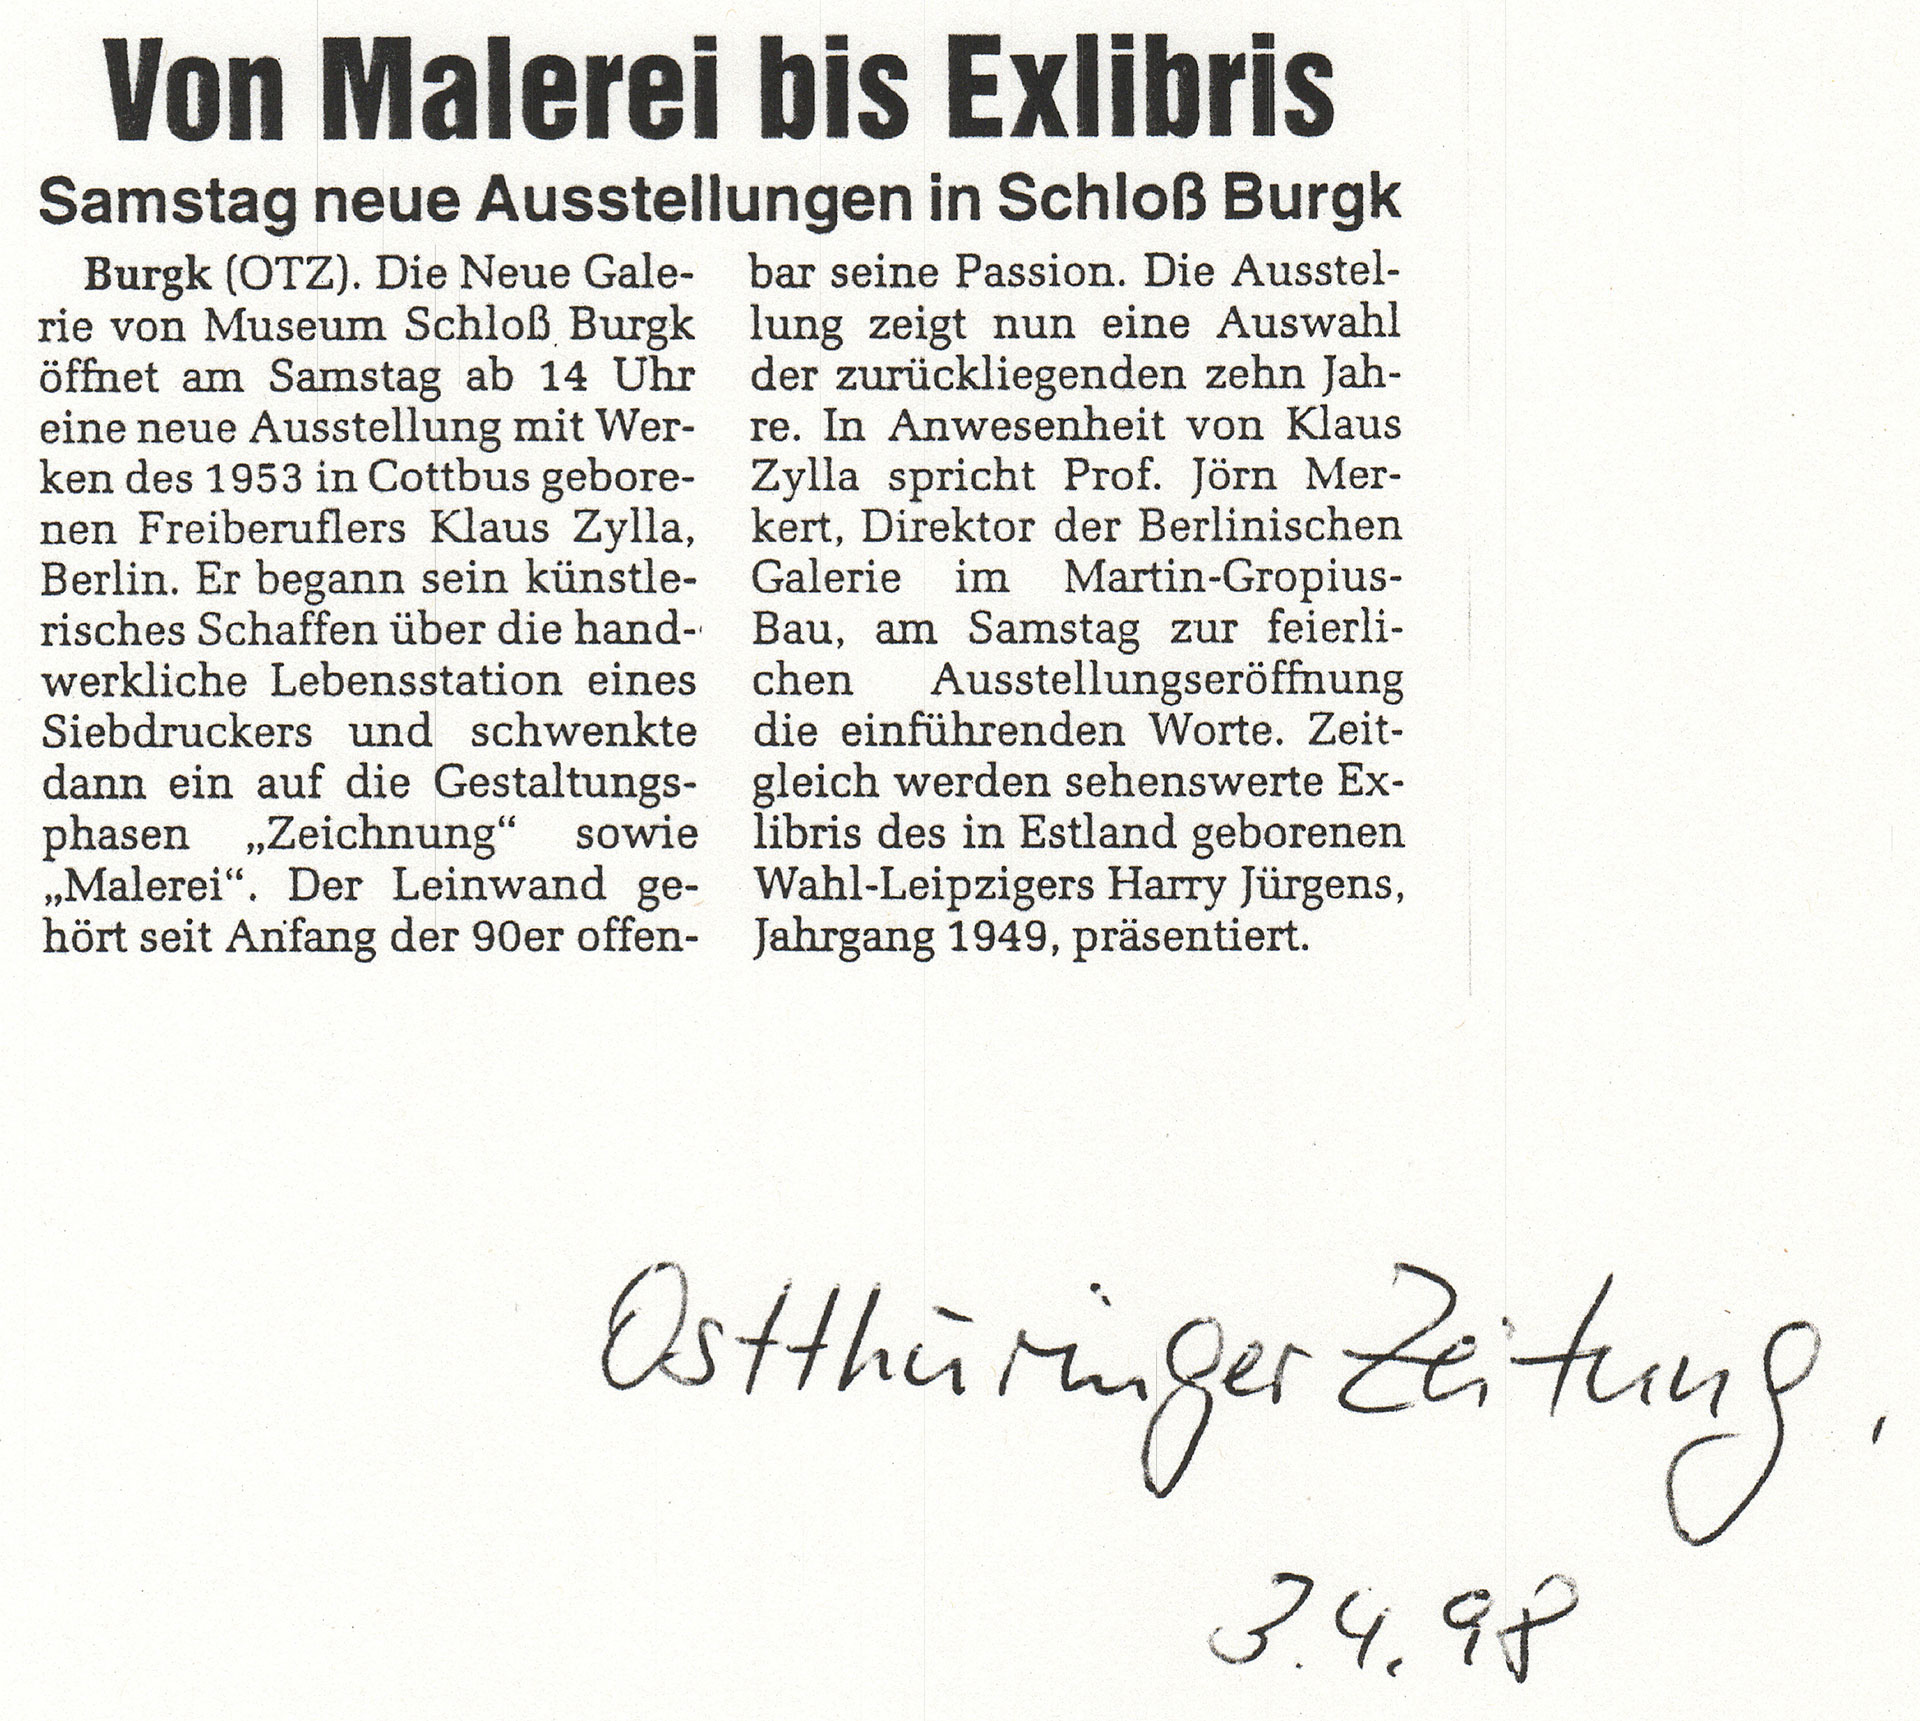 Von Malerei bis Exlibris
Samstag neue Ausstellungen in Schloß Burgk
Burgk (OTZ). Die Neue Gale-
rie von Museum Schloß Burgk
öffnet am Samstag ab 14 Uhr
eine neue Ausstellung mit Wer-
ken des 1953 in Cottbus gebore-
nen Freiberuflers Klaus Zylla,
Berlin. Er begann sein künstle-
risches Schaffen über die hand-
werkliche Lebensstation eines
Siebdruckers und schwenkte
dann ein auf die Gestaltungs-
phasen „Zeichnung“ sowie
„Malerei“. Der Leinwand ge-
hört seit Anfang der 90er offen-
bar seine Passion. Die Ausstel-
lung zeigt nun eine Auswahl
der zurückliegenden zehn Jah-
re. In Anwesenheit von Klaus
Zylla spricht Prof. Jörn Mer-
kert, Direktor der Berlinischen
Galerie im Martin-Gropius-
Bau, am Samstag zur feierli-
chen Ausstellungseröffnung
die einführenden Worte. Zeit-
gleich werden sehenswerte Ex-
libris des in Estland geborenen
Wahl-Leipzigers Harry Jürgens,
Jahrgang 1949, präsentiert.
Ostthüringer Zeitung,
3.4.98